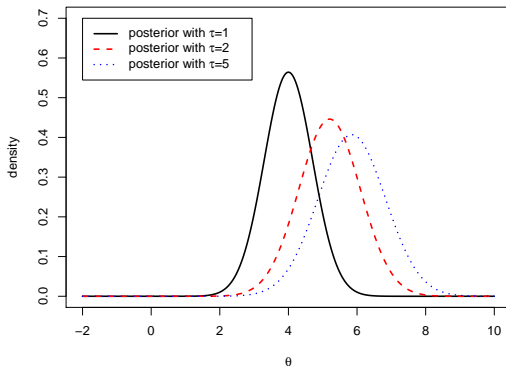 posterior with τ=1
posterior with τ=2
posterior with τ=5
density
0.0 0.1 0.2 0.3 0.4 0.5 0.6 0.7
−2 0 2 4 6 8 10
θ